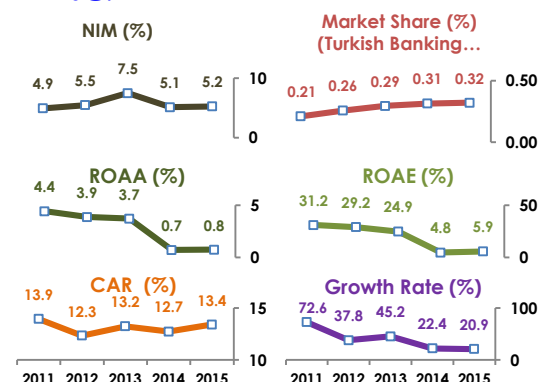 NIM (%)
4.9 5.5 7.5 5.1 5.2
10
0
Market Share (%)
(Turkish Banking...
0.21 0.26 0.29 0.31 0.32
0.50
0.00
ROAA (%)
4.4 3.9 3.7 0.7 0.8
5
0
ROAE (%)
31.2 29.2 24.9 4.8 5.9
50
0
CAR (%)
13.9 12.3 13.2 12.7 13.4
15
10
2011 2012 2013 2014 2015
Growth Rate (%)
72.6 37.8 45.2 22.4 20.9
100
0
2011 2012 2013 2014 2015